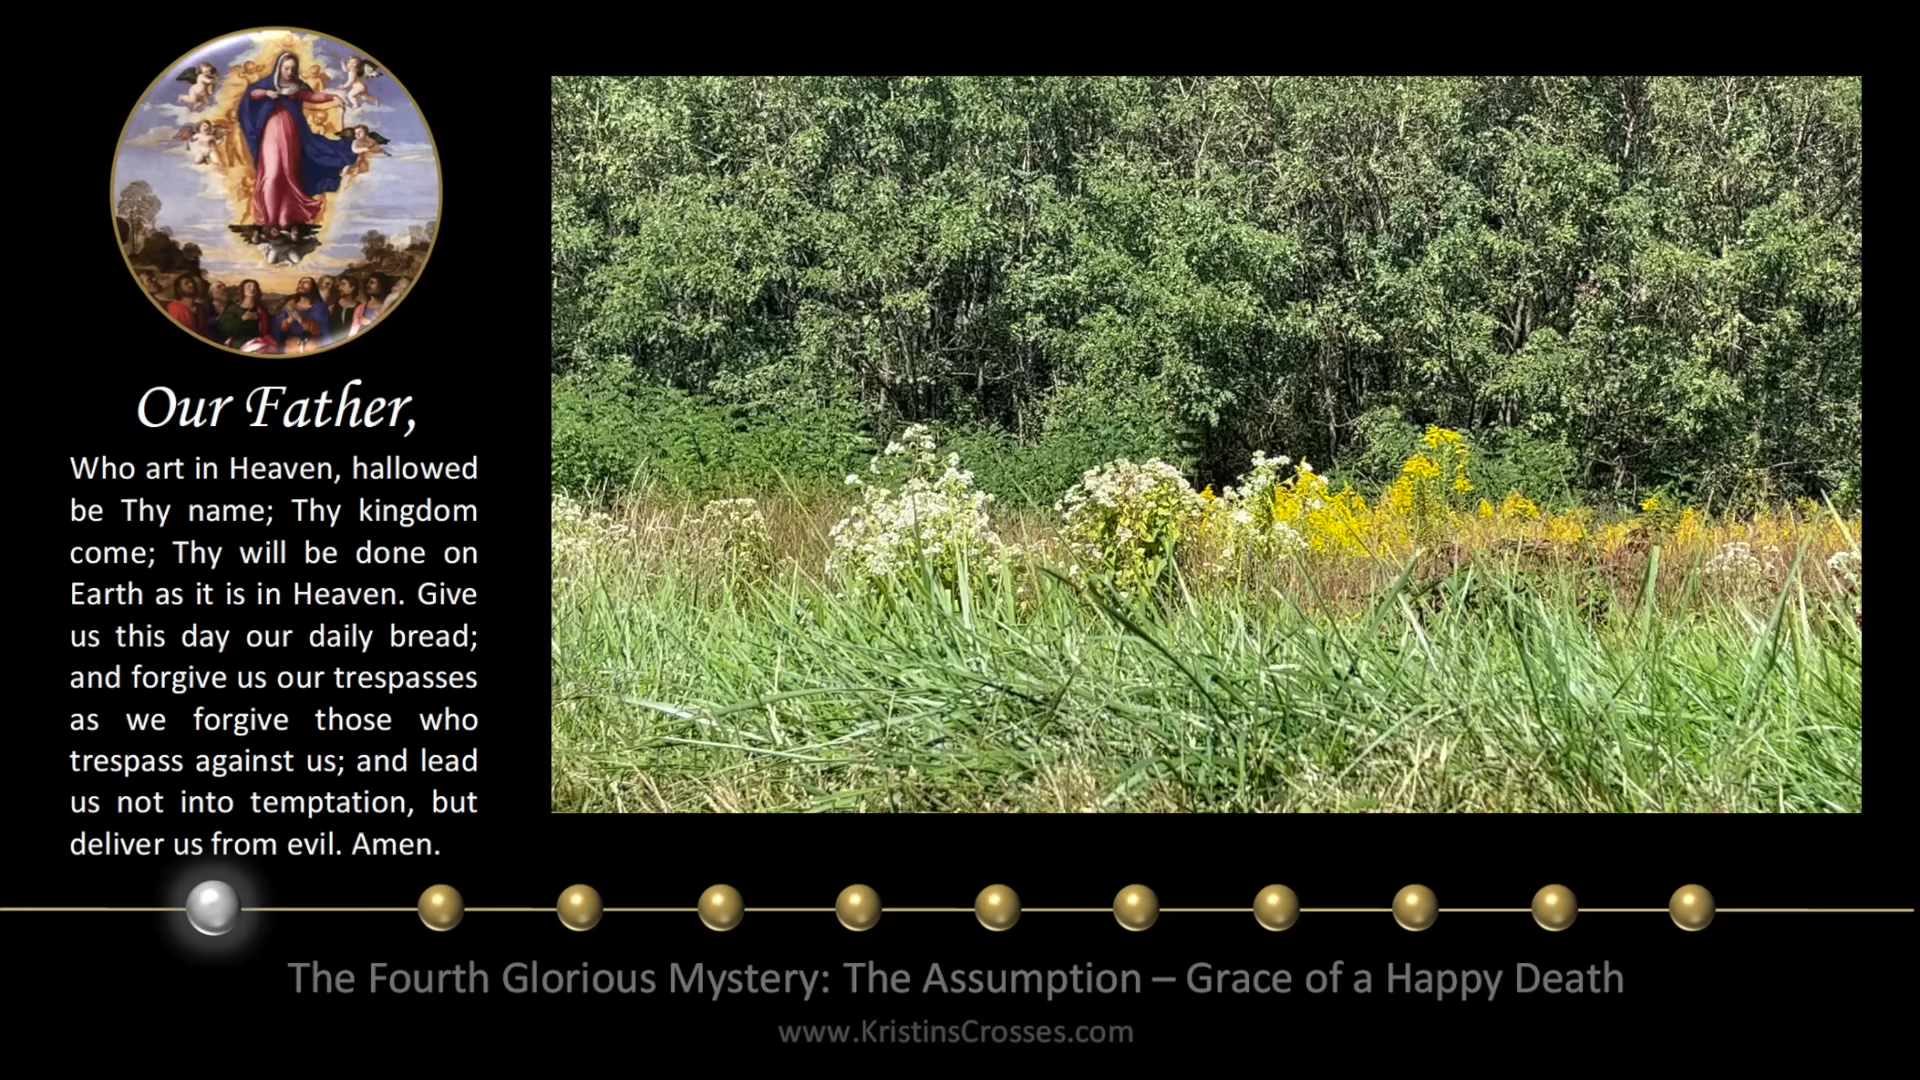 Our Father,
Who art in Heaven, hallowed
be Thy name; Thy kingdom
come; Thy will be done on
Earth as it is in Heaven. Give
us this day our daily bread;
and forgive us our trespasses
as we forgive those who
trespass against us; and lead
us not into temptation, but
deliver us from evil. Amen.
The Fourth Glorious Mystery: The Assumption – Grace of a Happy Death
www.KristinsCrosses.com